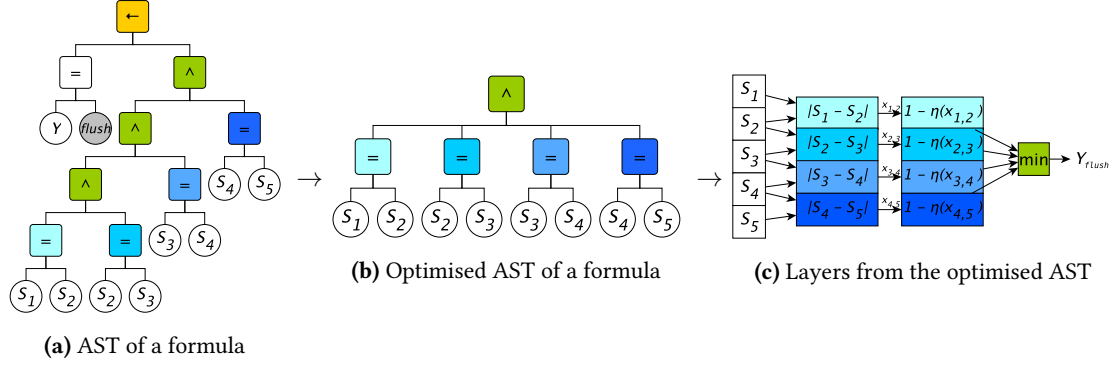 ←
= ∧
Y flush ∧ =
∧ = S4 S5
= = S3 S4
S1 S2 S2 S3
(a) AST of a formula
→
∧
= = = =
S1 S2 S2 S3 S3 S4 S4 S5
(b) Optimised AST of a formula
→
S1
S2
S3
S4
S5
|S1 − S2| x1,2 1 − η(x1,2)
|S2 − S3| x2,3 1 − η(x2,3)
|S3 − S4| x3,4 1 − η(x3,4)
|S4 − S5| x4,5 1 − η(x4,5)
min Yflush
(c) Layers from the optimised AST